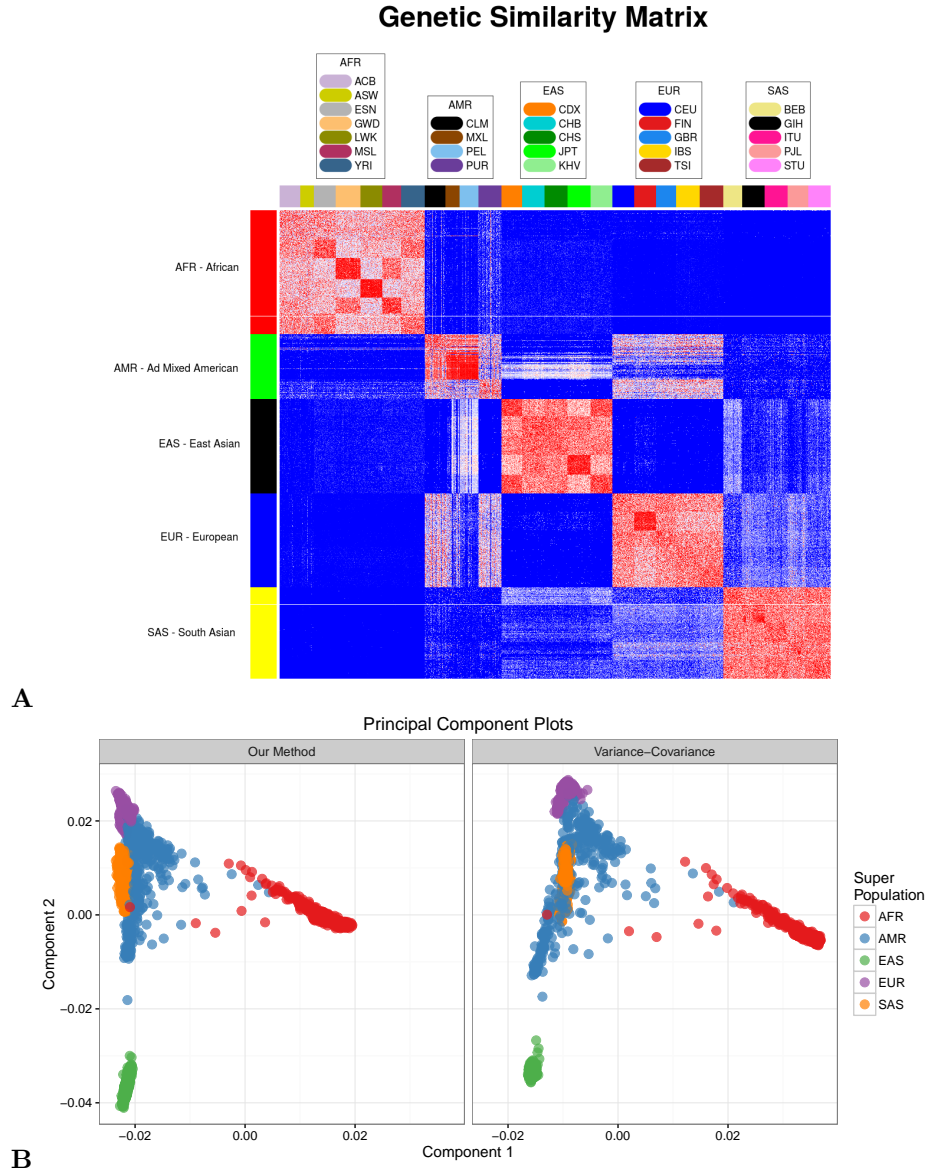 Genetic Similarity Matrix
AFR
ACB
ASW
ESN
GWD
LWK
MSL
YRI
AMR
CLM
MXL
PEL
PUR
EAS
CDX
CHB
CHS
JPT
KHV
EUR
CEU
FIN
GBR
IBS
TSI
SAS
BEB
GIH
ITU
PJL
STU
AFR - African
AMR - Ad Mixed American
EAS - East Asian
EUR - European
SAS - South Asian
A
Principal Component Plots
Our Method
Variance−Covariance
Component 2
0.02
0.00
−0.02
−0.04
−0.02
0.00
0.02
−0.02
0.00
0.02
Component 1
Super
Population
AFR
AMR
EAS
EUR
SAS
B